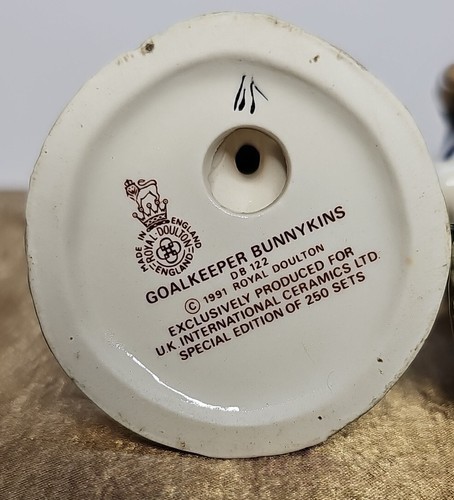 MADE IN ENGLAND
ROYAL·DOULTON
ENGLAND
GOALKEEPER BUNNYKINS
DB 122
© 1991 ROYAL DOULTON
EXCLUSIVELY PRODUCED FOR
U.K. INTERNATIONAL CERAMICS LTD.
SPECIAL EDITION OF 250 SETS